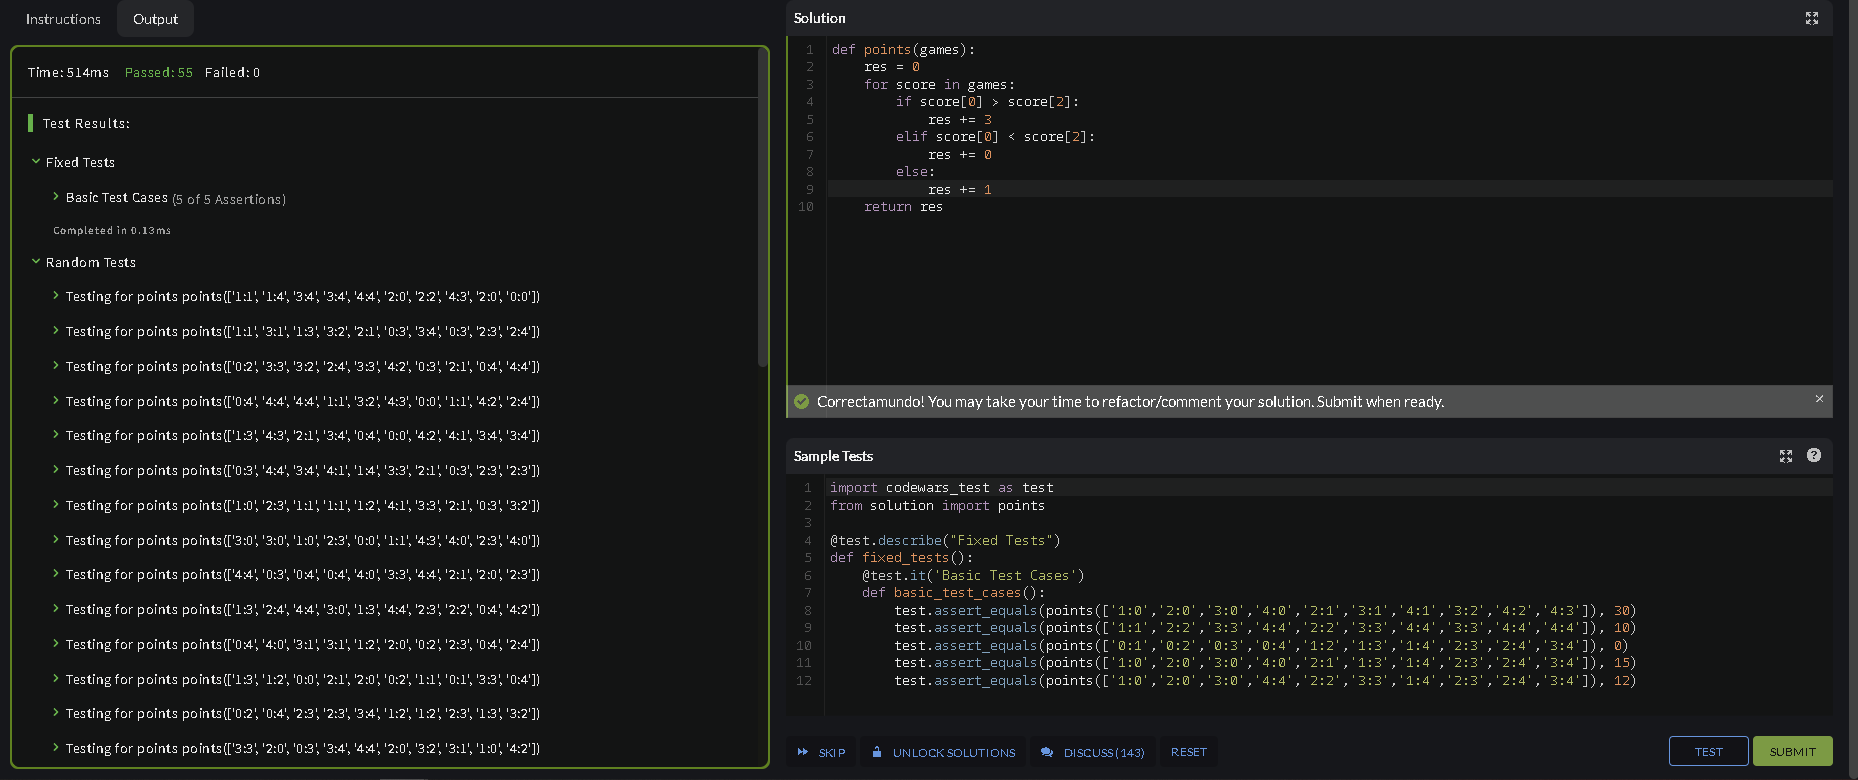 Instructions
Output
Time: 514ms Passed: 55 Failed: 0
Test Results:
Fixed Tests
Basic Test Cases (5 of 5 Assertions)
Completed in 0.13ms
Random Tests
Testing for points points(['1:1', '1:4', '3:4', '3:4', '4:4', '2:0', '2:2', '4:3', '2:0', '0:0'])
Testing for points points(['1:1', '3:1', '1:3', '3:2', '2:1', '0:3', '3:4', '0:3', '2:3', '2:4'])
Testing for points points(['0:2', '3:3', '3:2', '2:4', '3:3', '4:2', '0:3', '2:1', '0:4', '4:4'])
Testing for points points(['0:4', '4:4', '4:4', '1:1', '3:2', '4:3', '0:0', '1:1', '4:2', '2:4'])
Testing for points points(['1:3', '4:3', '2:1', '3:4', '0:4', '0:0', '4:2', '4:1', '3:4', '3:4'])
Testing for points points(['0:3', '4:4', '3:4', '4:1', '1:4', '3:3', '2:1', '0:3', '2:3', '2:3'])
Testing for points points(['1:0', '2:3', '1:1', '1:1', '1:2', '4:1', '3:3', '2:1', '0:3', '3:2'])
Testing for points points(['3:0', '3:0', '1:0', '2:3', '0:0', '1:1', '4:3', '4:0', '2:3', '4:0'])
Testing for points points(['4:4', '0:3', '0:4', '0:4', '4:0', '3:3', '4:4', '2:1', '2:0', '2:3'])
Testing for points points(['1:3', '2:4', '4:4', '3:0', '1:3', '4:4', '2:3', '2:2', '0:4', '4:2'])
Testing for points points(['0:4', '4:0', '3:1', '3:1', '1:2', '2:0', '0:2', '2:3', '0:4', '2:4'])
Testing for points points(['1:3', '1:2', '0:0', '2:1', '2:0', '0:2', '1:1', '0:1', '3:3', '0:4'])
Testing for points points(['0:2', '0:4', '2:3', '2:3', '3:4', '1:2', '1:2', '2:3', '1:3', '3:2'])
Testing for points points(['3:3', '2:0', '0:3', '3:4', '4:4', '2:0', '3:2', '3:1', '1:0', '4:2'])
Solution
1 def points(games):
2 res = 0
3 for score in games:
4 if score[0] > score[2]:
5 res += 3
6 elif score[0] < score[2]:
7 res += 0
8 else:
9 res += 1
10 return res
Correctamundo! You may take your time to refactor/comment your solution. Submit when ready.
Sample Tests
1 import codewars_test as test
2 from solution import points
3
4 @test.describe("Fixed Tests")
5 def fixed_tests():
6 @test.it('Basic Test Cases')
7 def basic_test_cases():
8 test.assert_equals(points(['1:0','2:0','3:0','4:0','2:1','3:1','4:1','3:2','4:2','4:3']), 30)
9 test.assert_equals(points(['1:1','2:2','3:3','4:4','2:2','3:3','4:4','3:3','4:4','4:4']), 10)
10 test.assert_equals(points(['0:1','0:2','0:3','0:4','1:2','1:3','1:4','2:3','2:4','3:4']), 0)
11 test.assert_equals(points(['1:0','2:0','3:0','4:0','2:1','1:3','1:4','2:3','2:4','3:4']), 15)
12 test.assert_equals(points(['1:0','2:0','3:0','4:4','2:2','3:3','1:4','2:3','2:4','3:4']), 12)
SKIP
UNLOCK SOLUTIONS
DISCUSS (143)
RESET
TEST
SUBMIT